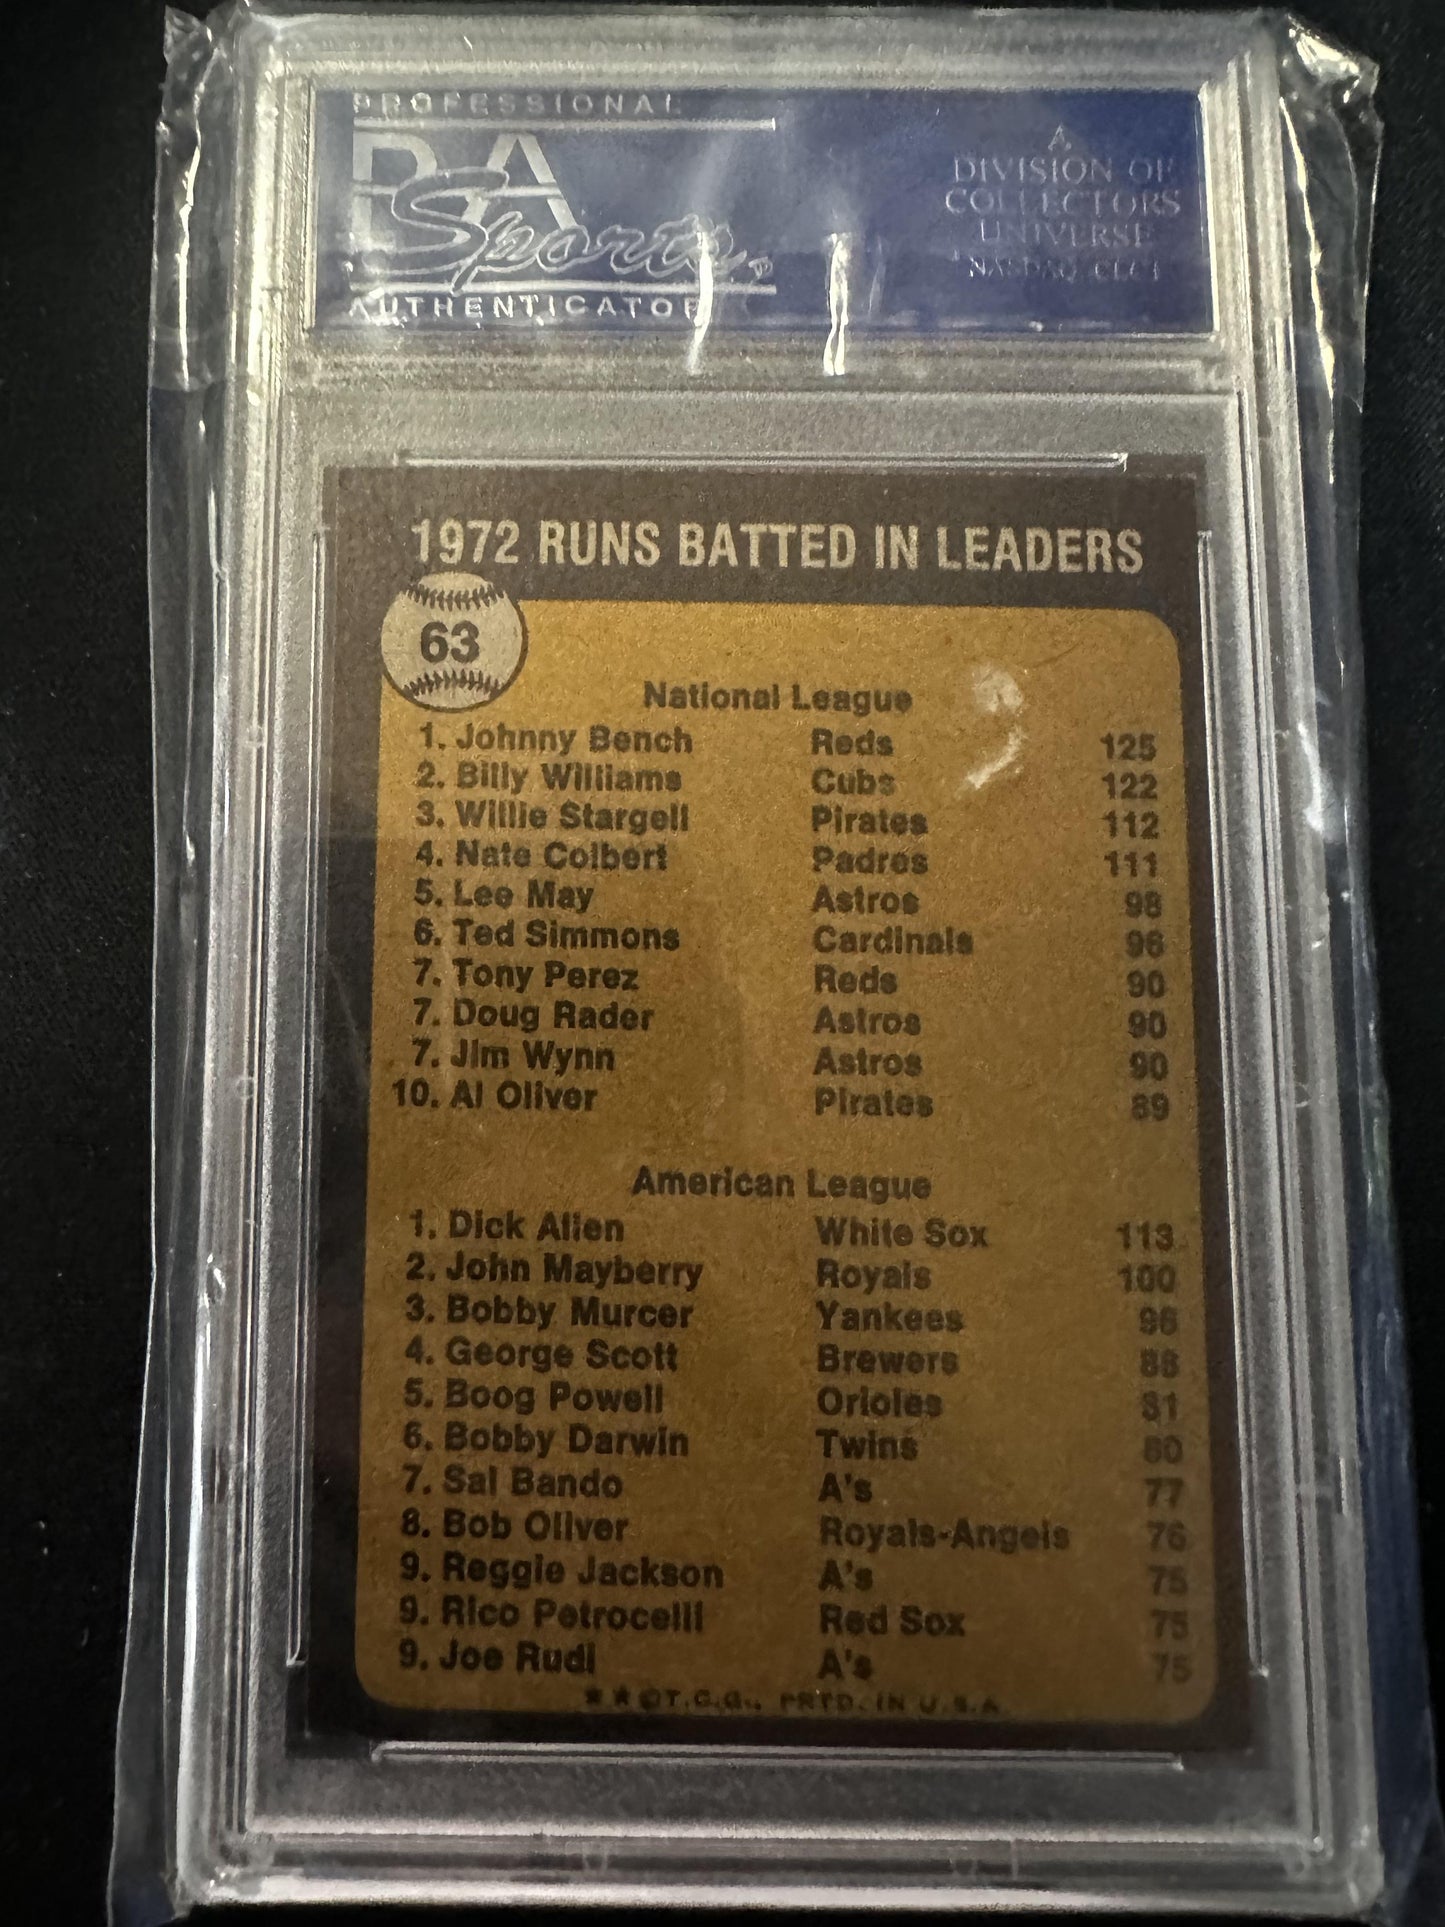 PROFESSIONAL
PSA
Sports
AUTHENTICATOR
A
DIVISION OF
COLLECTORS
UNIVERSE
NASDAQ: CLCT
1972 RUNS BATTED IN LEADERS
63
National League
1. Johnny Bench Reds 125
2. Billy Williams Cubs 122
3. Willie Stargell Pirates 112
4. Nate Colbert Padres 111
5. Lee May Astros 98
6. Ted Simmons Cardinals 96
7. Tony Perez Reds 90
7. Doug Rader Astros 90
7. Jim Wynn Astros 90
10. Al Oliver Pirates 89
American League
1. Dick Allen White Sox 113
2. John Mayberry Royals 100
3. Bobby Murcer Yankees 96
4. George Scott Brewers 88
5. Boog Powell Orioles 81
6. Bobby Darwin Twins 80
7. Sal Bando A's 77
8. Bob Oliver Royals-Angels 76
9. Reggie Jackson A's 75
9. Rico Petrocelli Red Sox 75
9. Joe Rudi A's 75
★★©T.C.G., PRTD. IN U.S.A.